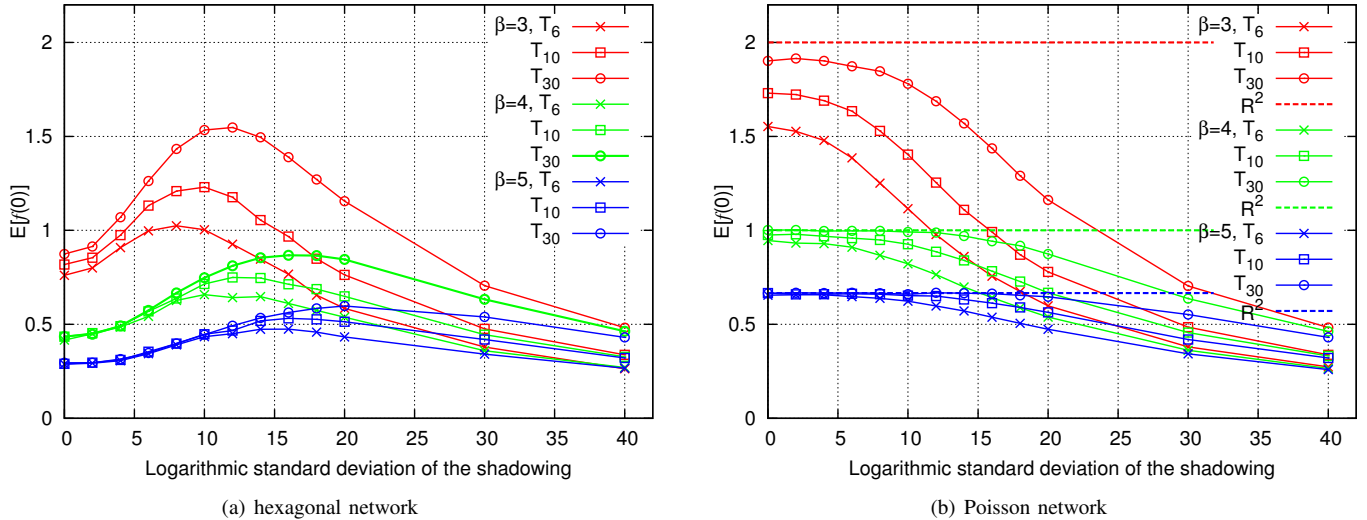 E[f(0)]
2
1.5
1
0.5
0
0 5 10 15 20 25 30 35 40
Logarithmic standard deviation of the shadowing
β=3, T₆
T₁₀
T₃₀
β=4, T₆
T₁₀
T₃₀
β=5, T₆
T₁₀
T₃₀
(a) hexagonal network
E[f(0)]
2
1.5
1
0.5
0
0 5 10 15 20 25 30 35 40
Logarithmic standard deviation of the shadowing
β=3, T₆
T₁₀
T₃₀
R²
β=4, T₆
T₁₀
T₃₀
R²
β=5, T₆
T₁₀
T₃₀
R²
(b) Poisson network